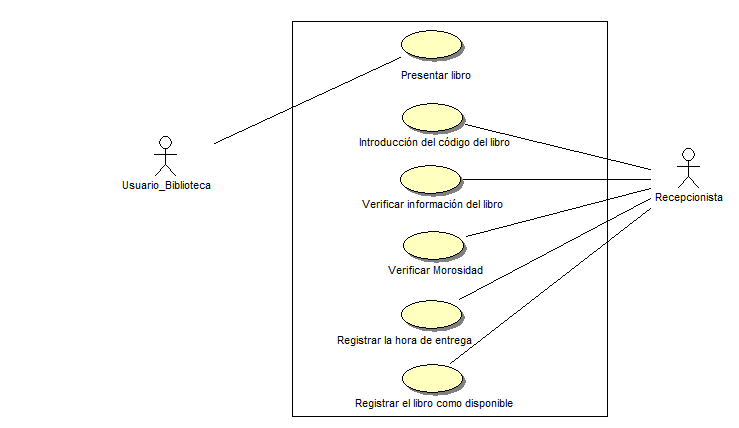 Presentar libro
Introducción del código del libro
Usuario_Biblioteca
Recepcionista
Verificar información del libro
Verificar Morosidad
Registrar la hora de entrega
Registrar el libro como disponible